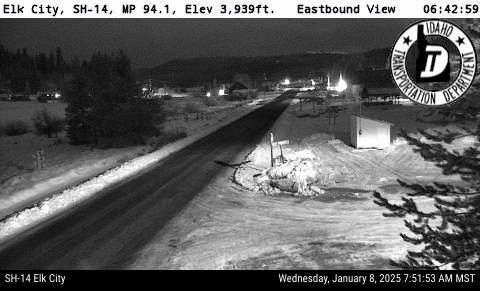 Elk City, SH-14, MP 94.1, Elev 3,939ft. Eastbound View 06:42:59
IDAHO
TRANSPORTATION DEPARTMENT
SH-14 Elk City Wednesday, January 8, 2025 7:51:53 AM MST